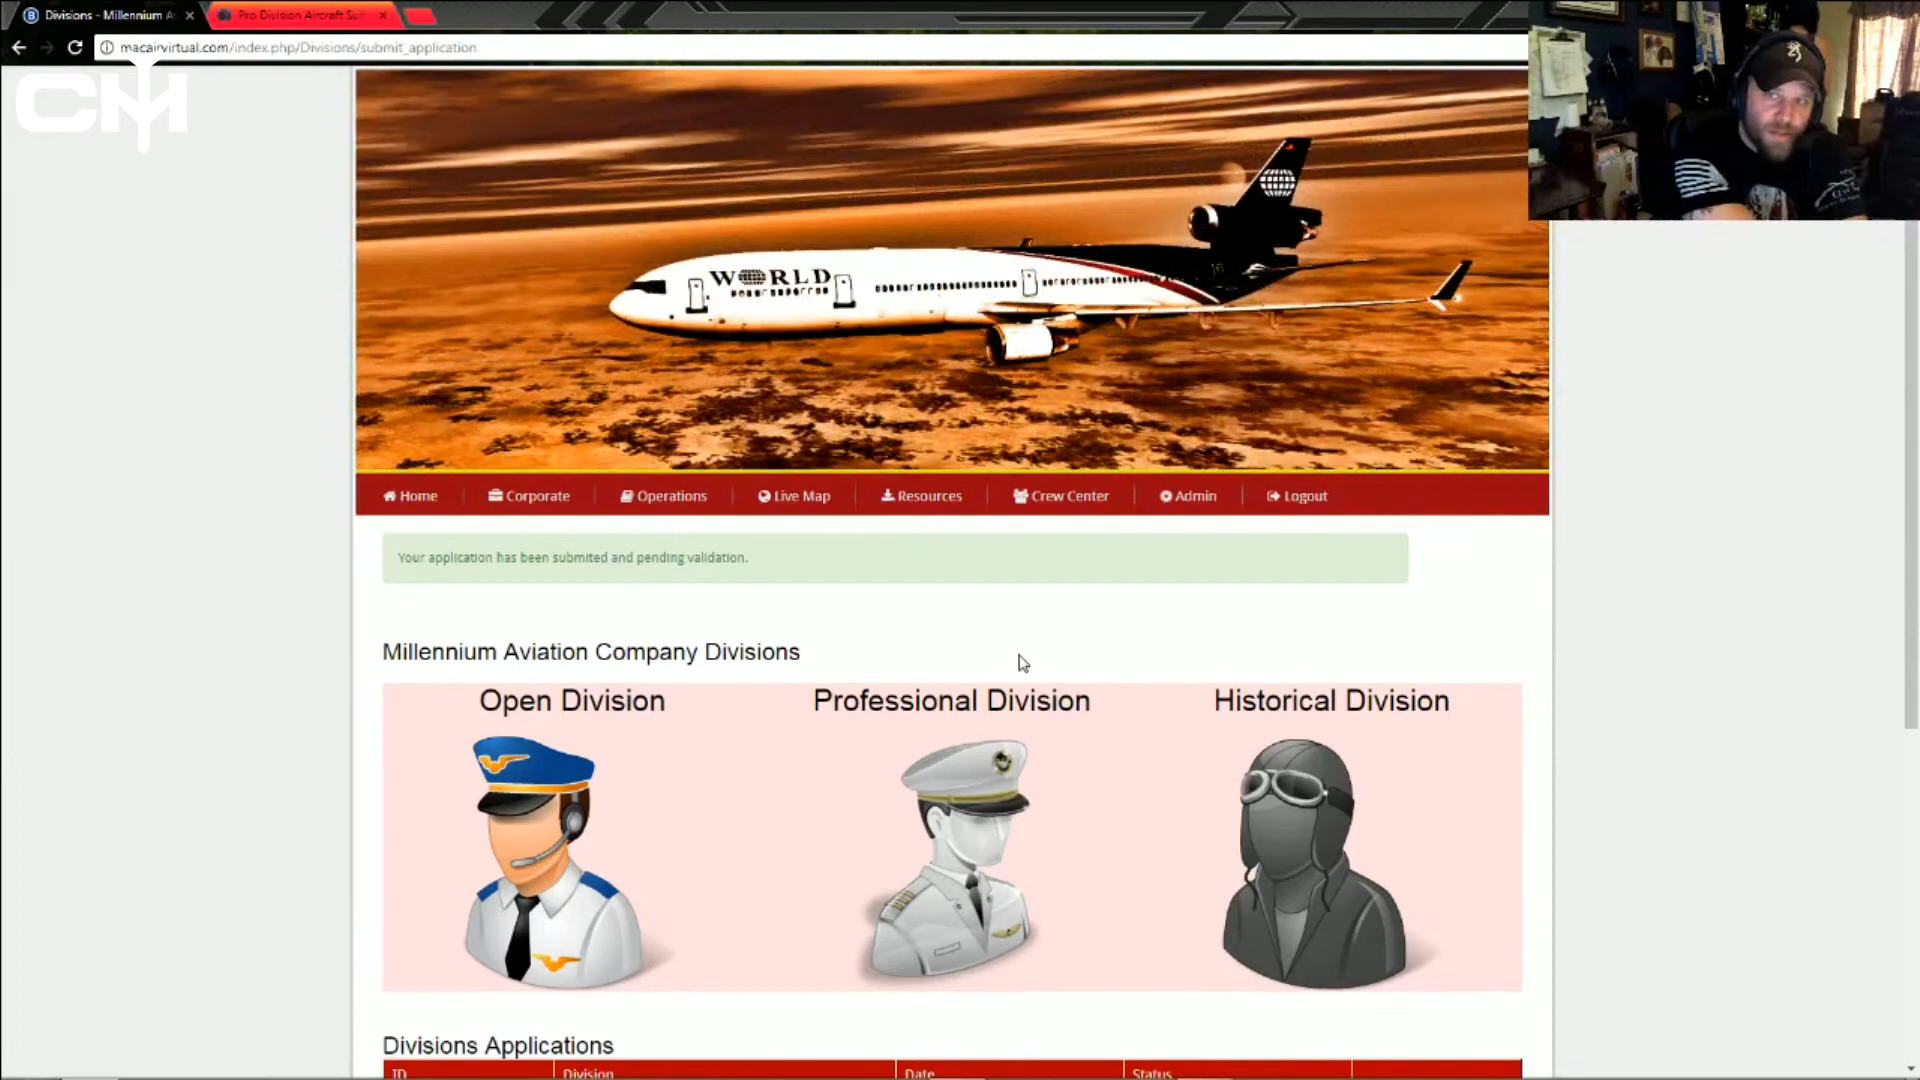 Divisions - Millennium A
Pro Division Aircraft Su
macairvirtual.com/index.php/Divisions/submit_application
CM
WORLD
Home
Corporate
Operations
Live Map
Resources
Crew Center
Admin
Logout
Your application has been submited and pending validation.
Millennium Aviation Company Divisions
Open Division
Professional Division
Historical Division
Divisions Applications
ID
Division
Date
Status